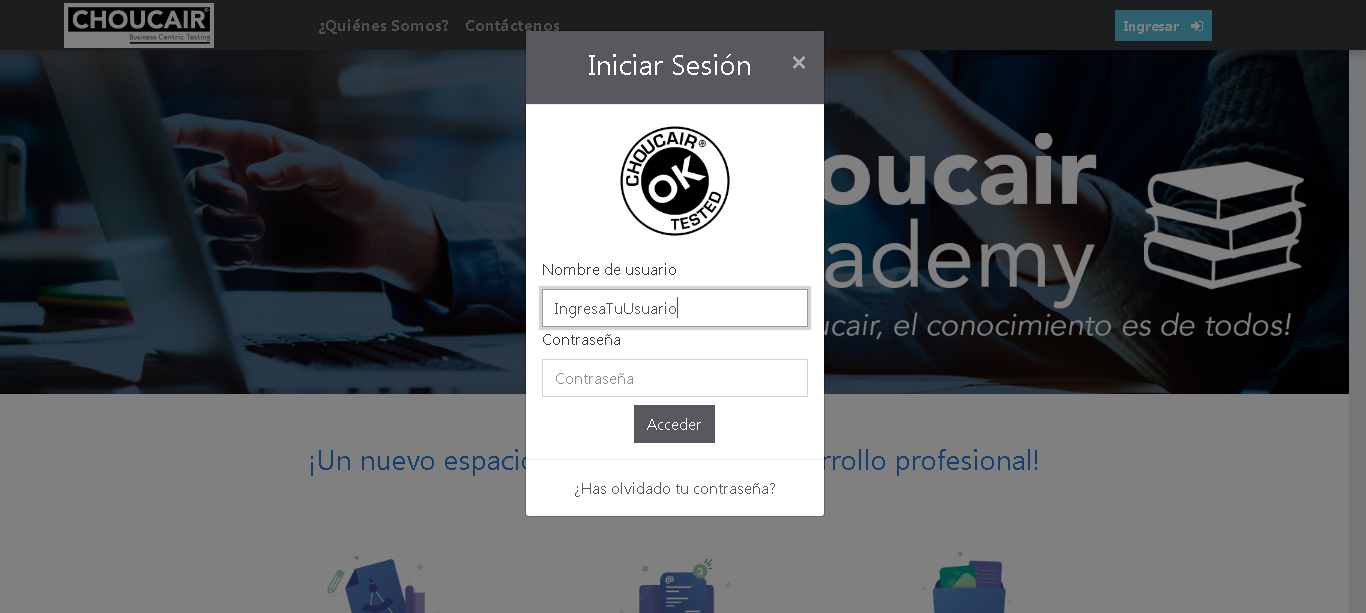 CHOUCAIR®
Business Centric Testing
¿Quiénes Somos? Contáctenos
Ingresar
Iniciar Sesión ×
CHOUCAIR®
OK
TESTED
Nombre de usuario
IngresaTuUsuario
Contraseña
Contraseña
Acceder
¿Has olvidado tu contraseña?
oucair
ademy
ucair, el conocimiento es de todos!
¡Un nuevo espacio rrollo profesional!
3